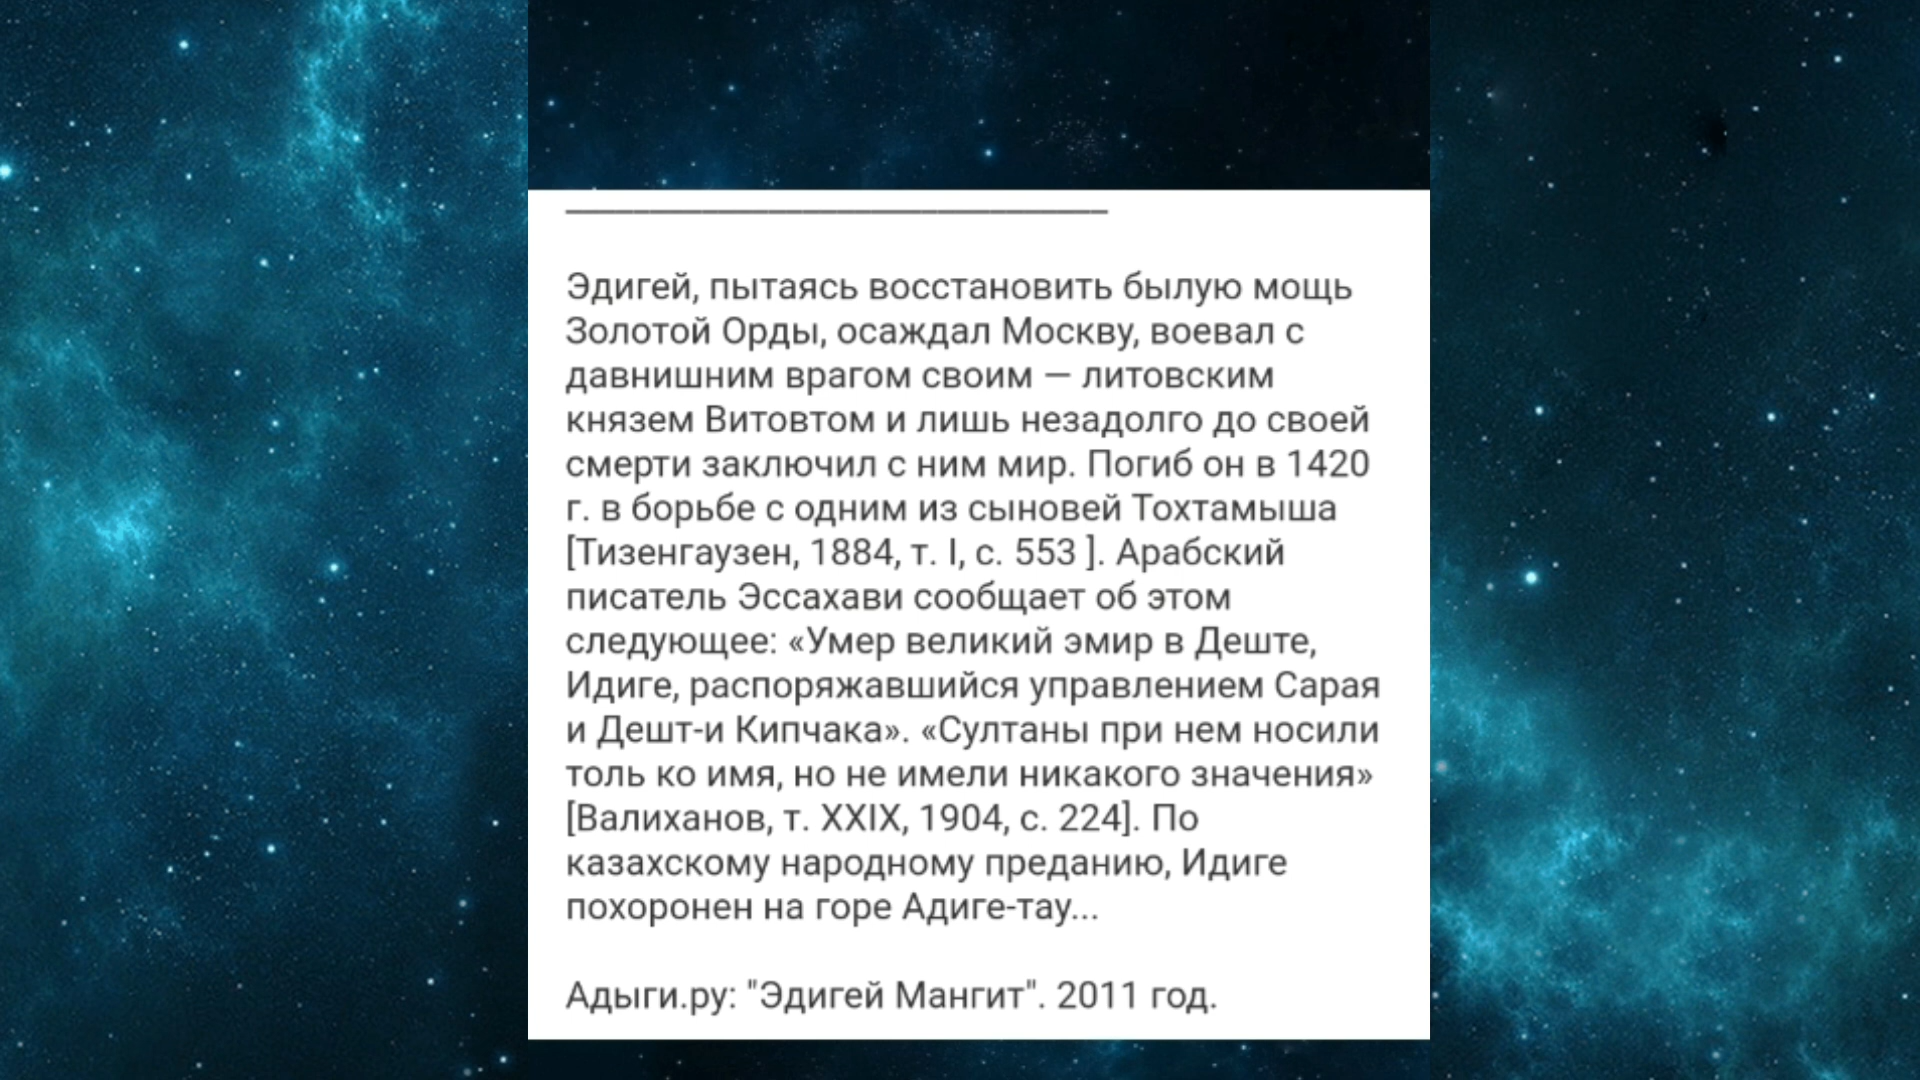 Эдигей, пытаясь восстановить былую мощь
Золотой Орды, осаждал Москву, воевал с
давнишним врагом своим — литовским
князем Витовтом и лишь незадолго до своей
смерти заключил с ним мир. Погиб он в 1420
г. в борьбе с одним из сыновей Тохтамыша
[Тизенгаузен, 1884, т. I, с. 553 ]. Арабский
писатель Эссахави сообщает об этом
следующее: «Умер великий эмир в Деште,
Идиге, распоряжавшийся управлением Сарая
и Дешт-и Кипчака». «Султаны при нем носили
толь ко имя, но не имели никакого значения»
[Валиханов, т. XXIX, 1904, с. 224]. По
казахскому народному преданию, Идиге
похоронен на горе Адиге-тау...
Адыги.ру: "Эдигей Мангит". 2011 год.